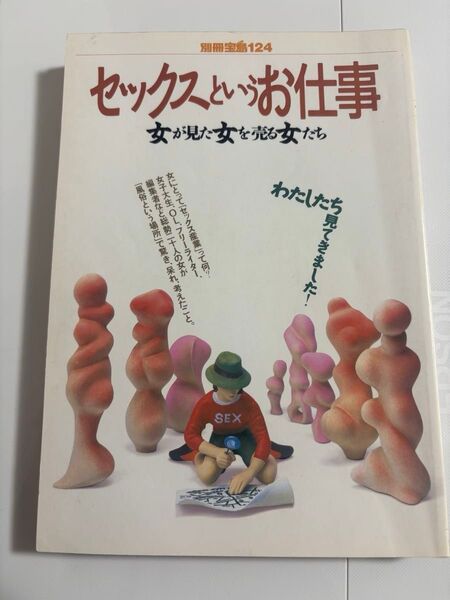 別冊宝島124
セックスというお仕事
女が見た女を売る女たち
わたしたち見てきました!
女にとって「セックス産業」って何?
女子大生、OL、フリーライター、
編集者など総勢二十人の女が
「風俗という場所」で驚き、呆れ、考えたこと。
SEX